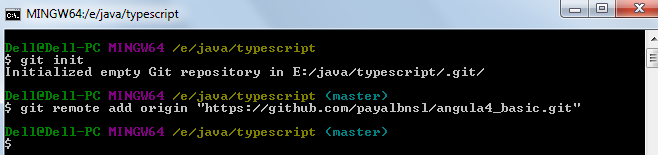 MINGW64:/e/java/typescript
Dell@Dell-PC MINGW64 /e/java/typescript
$ git init
Initialized empty Git repository in E:/java/typescript/.git/
Dell@Dell-PC MINGW64 /e/java/typescript (master)
$ git remote add origin "https://github.com/payalbnsl/angula4_basic.git"
Dell@Dell-PC MINGW64 /e/java/typescript (master)
$